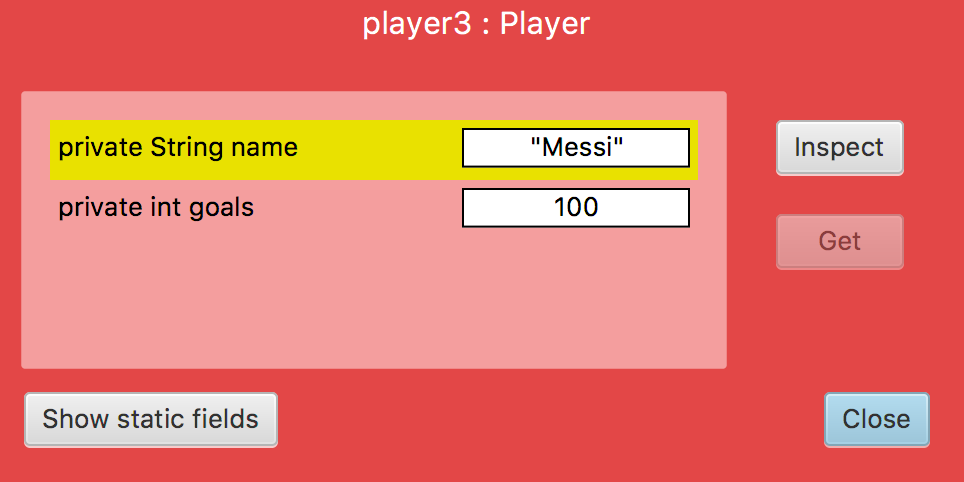 player3 : Player
private String name "Messi"
Inspect
private int goals 100
Get
Show static fields
Close